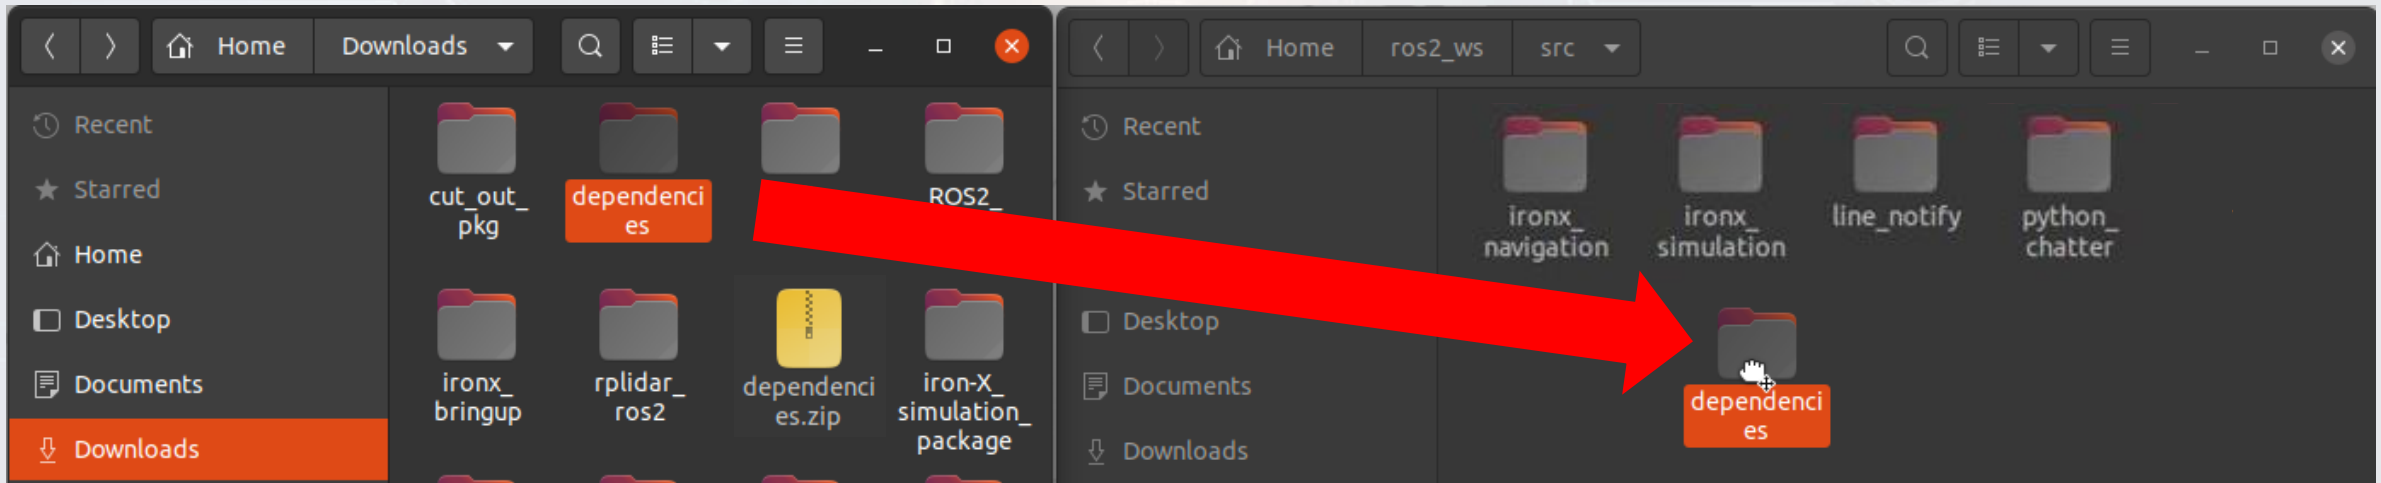 Home
Downloads
Recent
Starred
Home
Desktop
Documents
Downloads
cut_out_
pkg
dependenci
es
ROS2_
ironx_
bringup
rplidar_
ros2
dependenci
es.zip
iron-X_
simulation_
package
Home
ros2_ws
src
Recent
Starred
Desktop
Documents
Downloads
ironx_
navigation
ironx_
simulation
line_notify
python_
chatter
dependenci
es